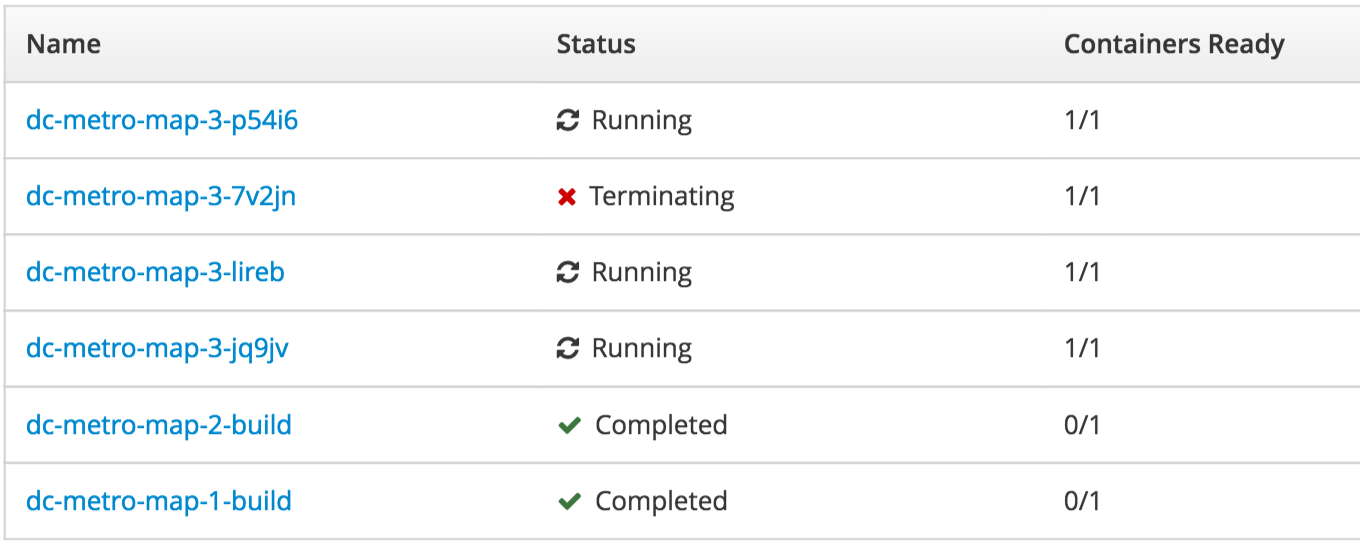 Name Status Containers Ready
dc-metro-map-3-p54i6 Running 1/1
dc-metro-map-3-7v2jn Terminating 1/1
dc-metro-map-3-lireb Running 1/1
dc-metro-map-3-jq9jv Running 1/1
dc-metro-map-2-build Completed 0/1
dc-metro-map-1-build Completed 0/1